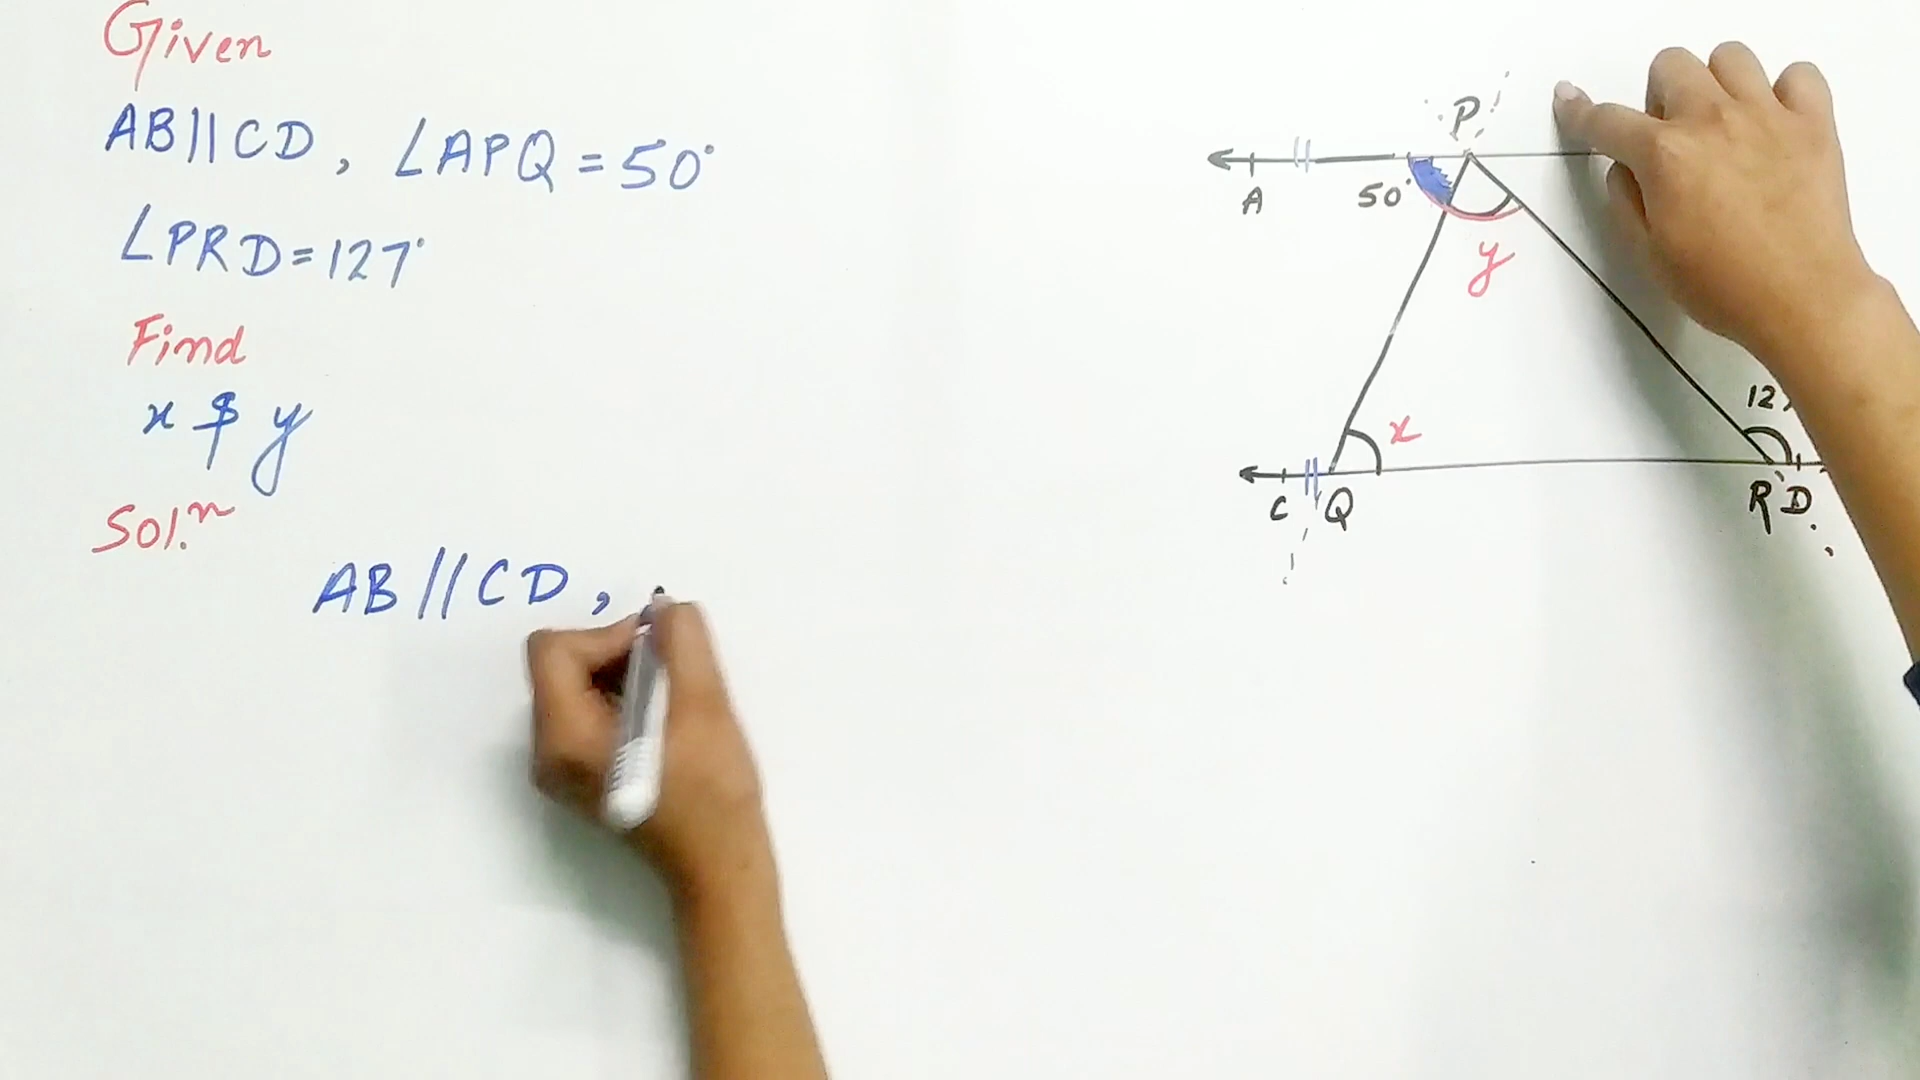 Given
AB||CD, ∠APQ = 50°
∠PRD = 127°
Find
x & y
Sol.ⁿ
AB // CD,
P
A
50°
y
x
C Q
R D